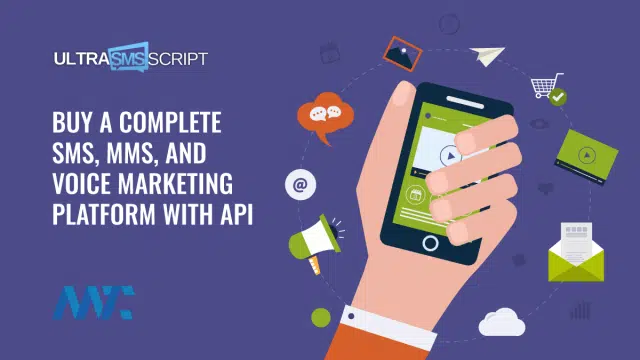 ULTRASMSSCRIPT
BUY A COMPLETE
SMS, MMS, AND
VOICE MARKETING
PLATFORM WITH API
@